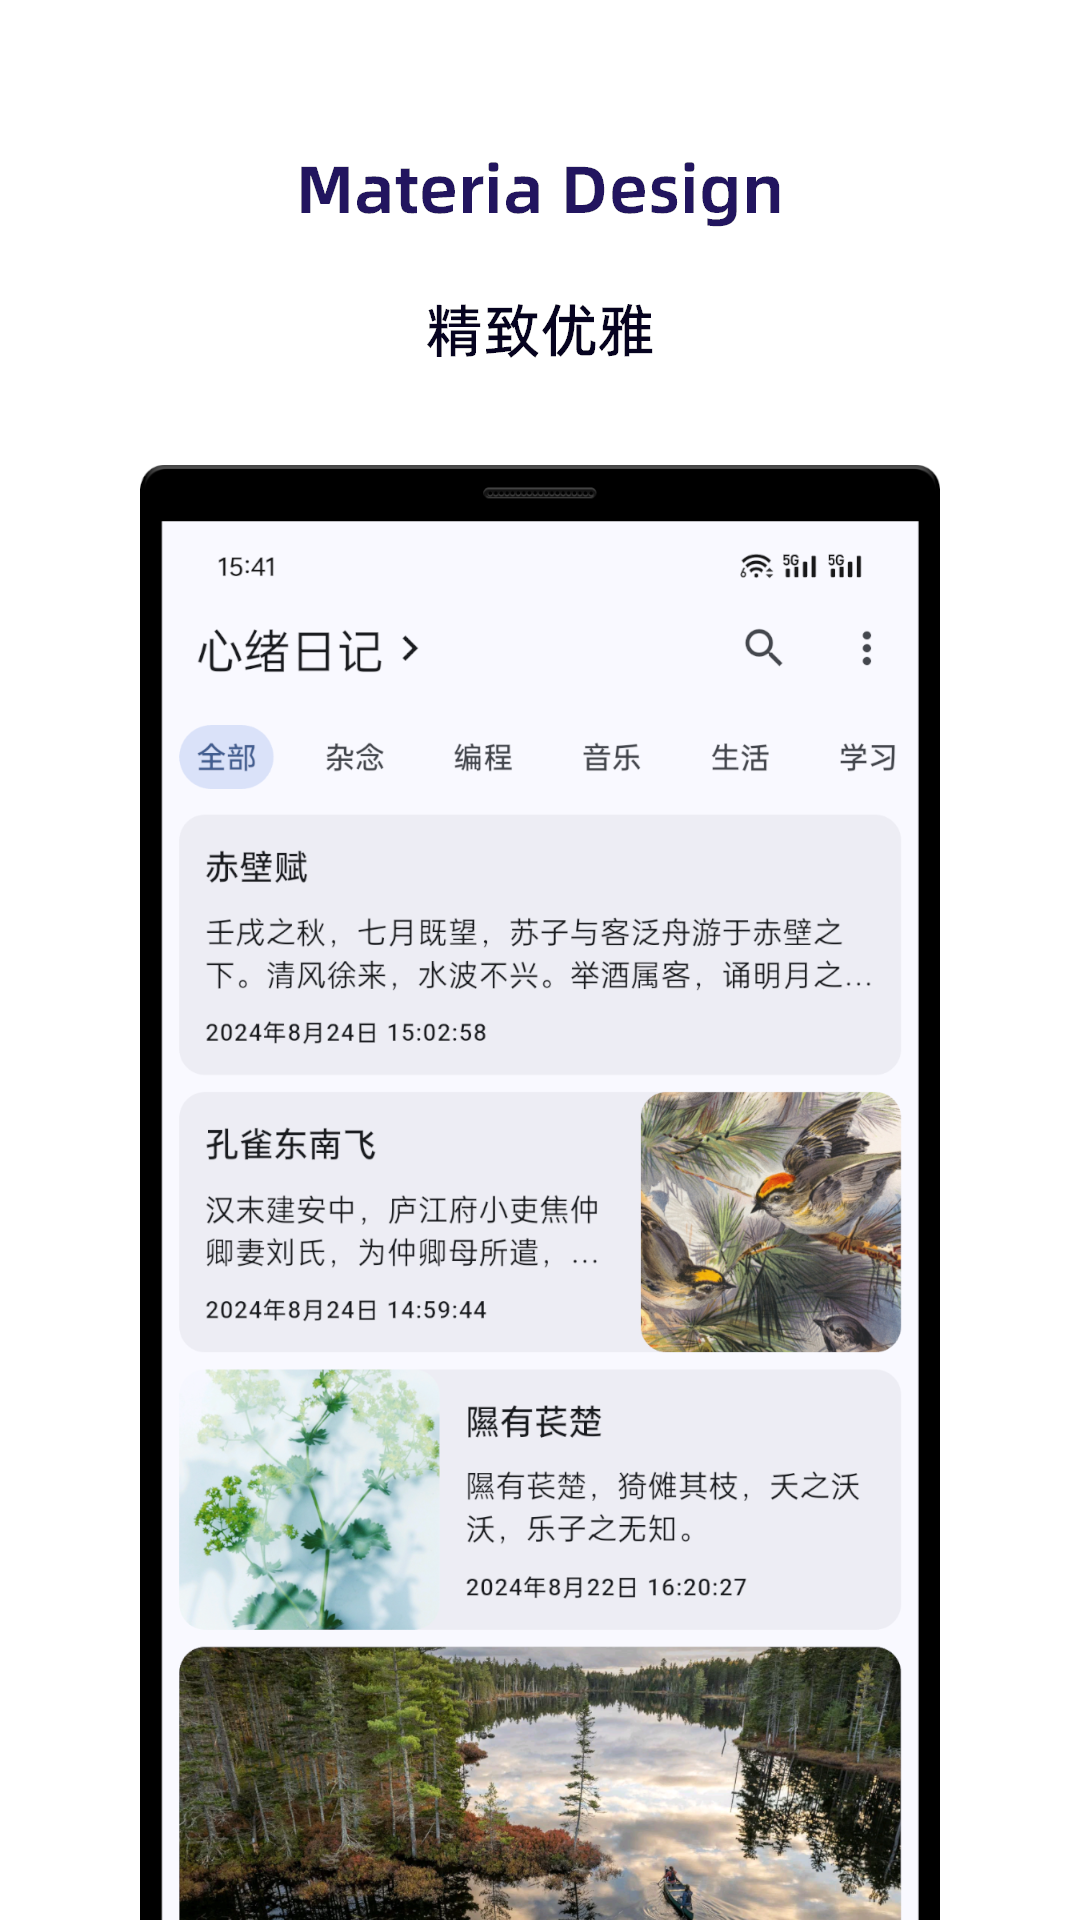 Materia Design
精致优雅
15:41
6 5G 5G
心绪日记
全部 杂念 编程 音乐 生活 学习
赤壁赋
壬戌之秋，七月既望，苏子与客泛舟游于赤壁之
下。清风徐来，水波不兴。举酒属客，诵明月之...
2024年8月24日 15:02:58
孔雀东南飞
汉末建安中，庐江府小吏焦仲
卿妻刘氏，为仲卿母所遣，...
2024年8月24日 14:59:44
隰有苌楚
隰有苌楚，猗傩其枝，夭之沃
沃，乐子之无知。
2024年8月22日 16:20:27